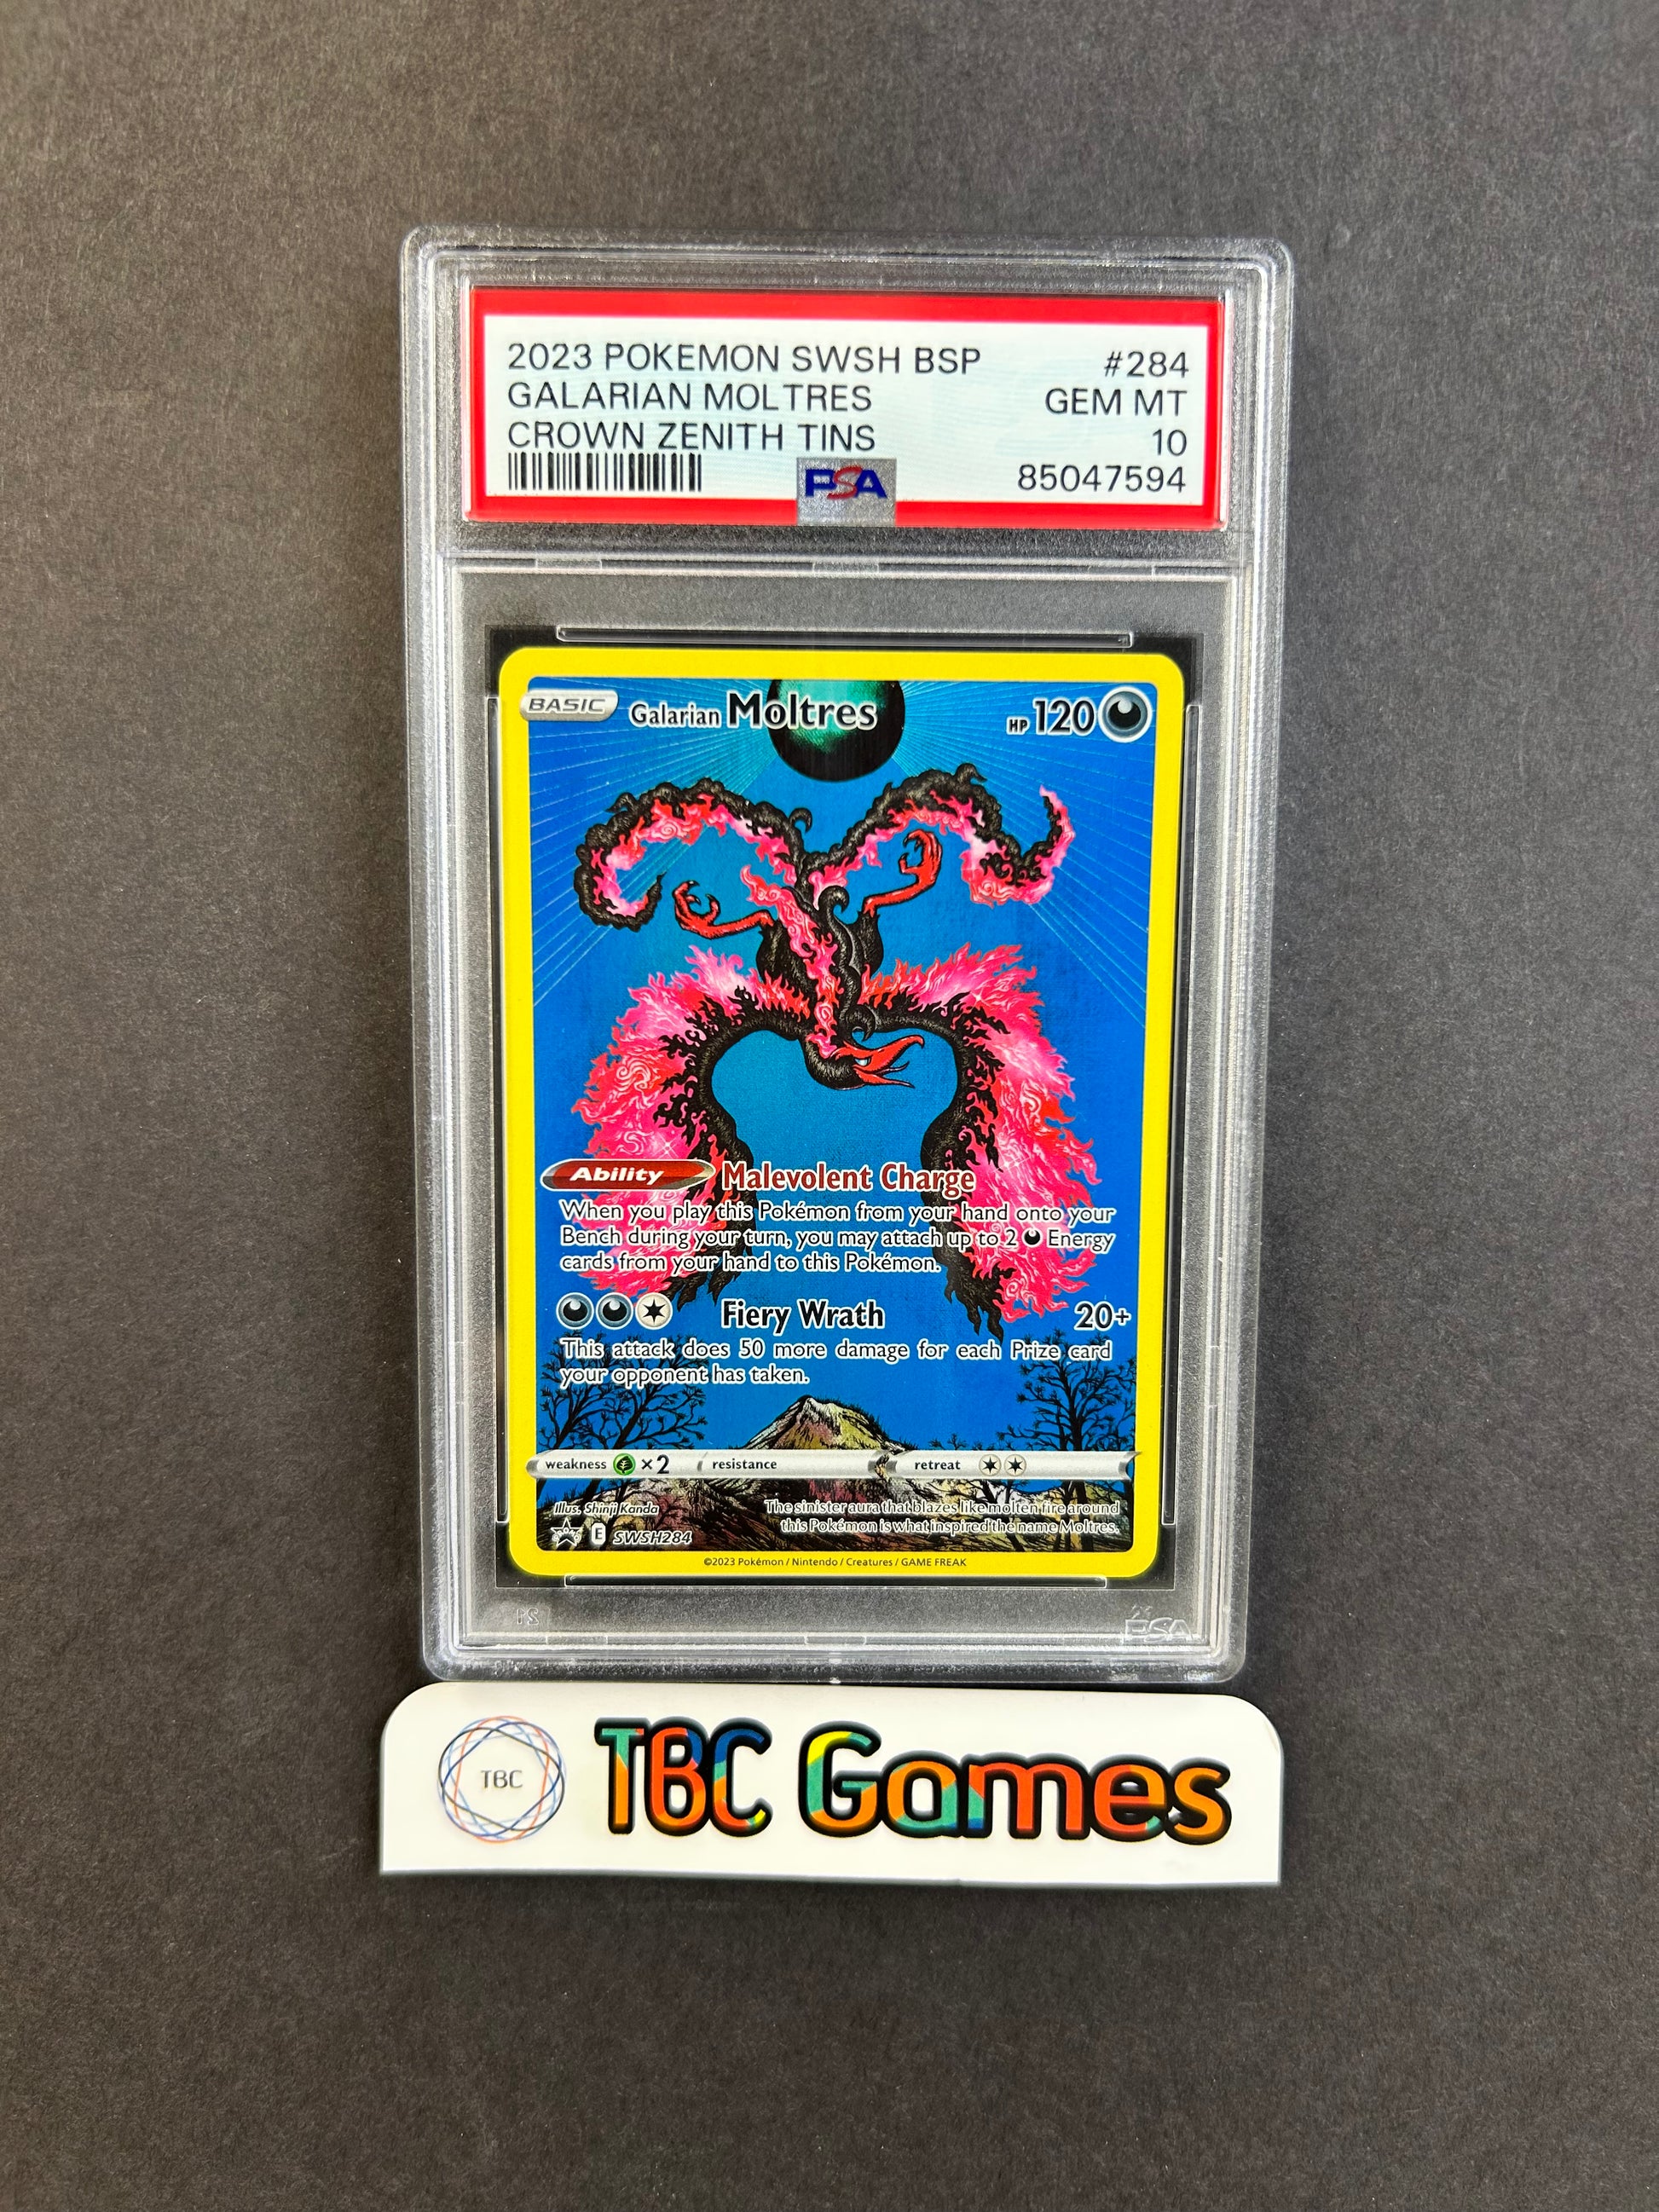 2023 POKEMON SWSH BSP #284
GALARIAN MOLTRES GEM MT
CROWN ZENITH TINS 10
PSA 85047594
BASIC Galarian Moltres HP 120
Ability Malevolent Charge
When you play this Pokémon from your hand onto your
Bench during your turn, you may attach up to 2 Energy
cards from your hand to this Pokémon.
Fiery Wrath 20+
This attack does 50 more damage for each Prize card
your opponent has taken.
weakness ×2 resistance retreat
Illus. Shinji Kanda
The sinister aura that blazes like molten fire around
this Pokémon is what inspired the name Moltres.
E SWSH284
©2023 Pokémon / Nintendo / Creatures / GAME FREAK
PSA
TBC TBC Games